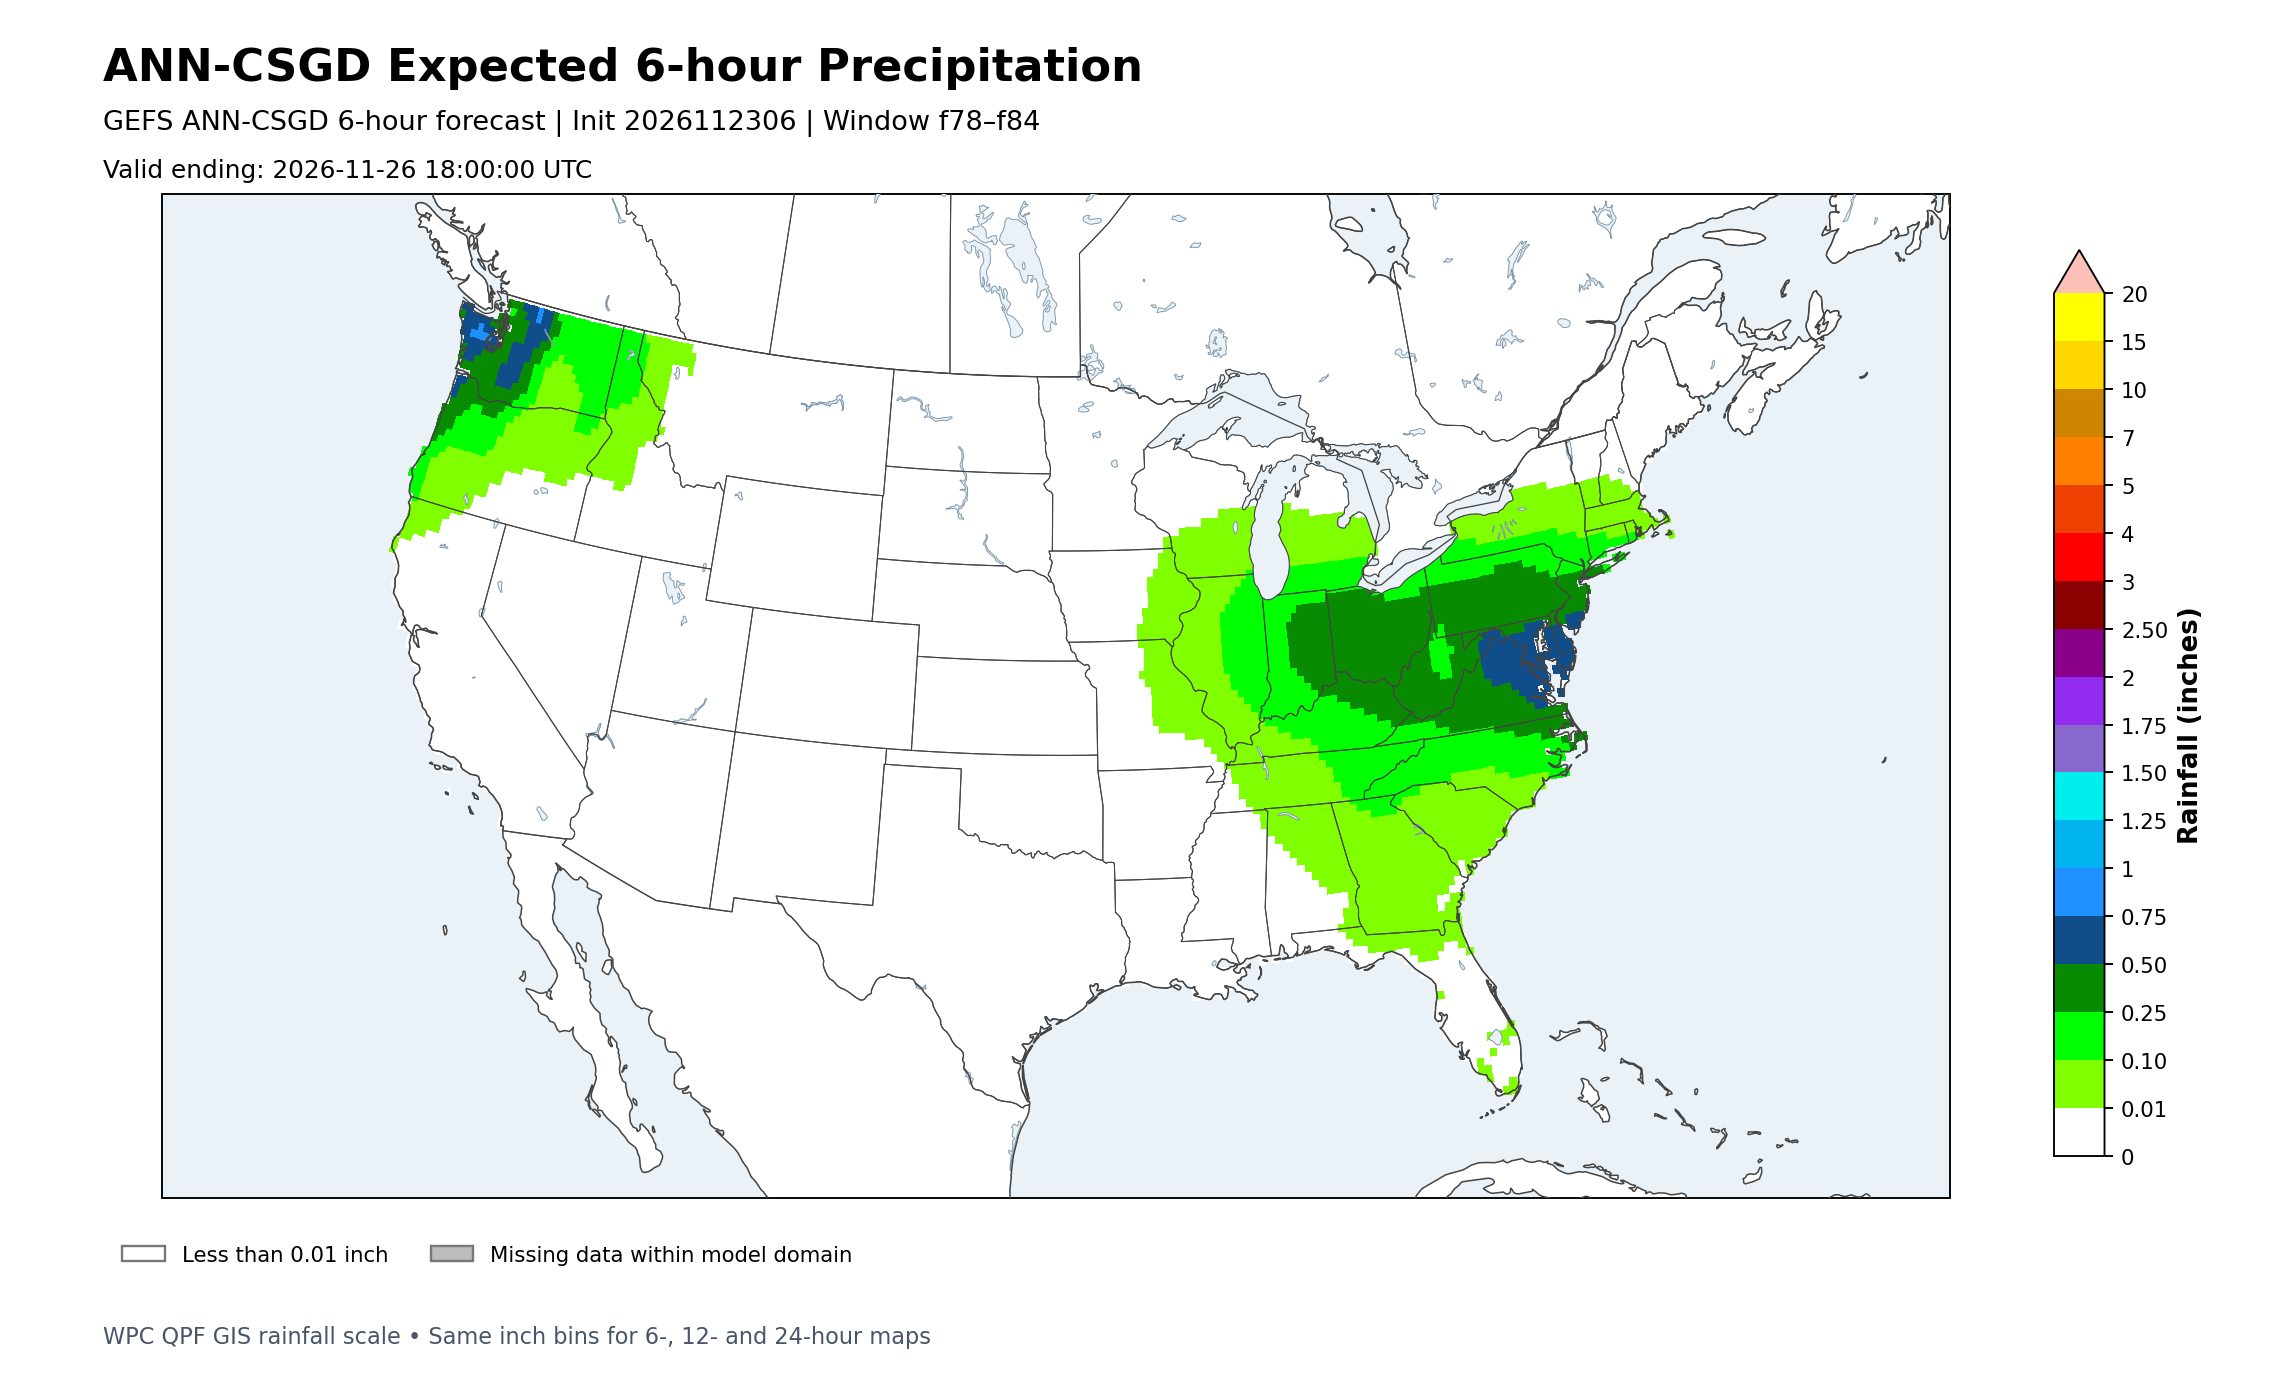 ANN-CSGD Expected 6-hour Precipitation
GEFS ANN-CSGD 6-hour forecast | Init 2026112306 | Window f78–f84
Valid ending: 2026-11-26 18:00:00 UTC
20
15
10
7
5
4
3
2.50
2
1.75
1.50
1.25
1
0.75
0.50
0.25
0.10
0.01
0
Rainfall (inches)
Less than 0.01 inch
Missing data within model domain
WPC QPF GIS rainfall scale • Same inch bins for 6-, 12- and 24-hour maps